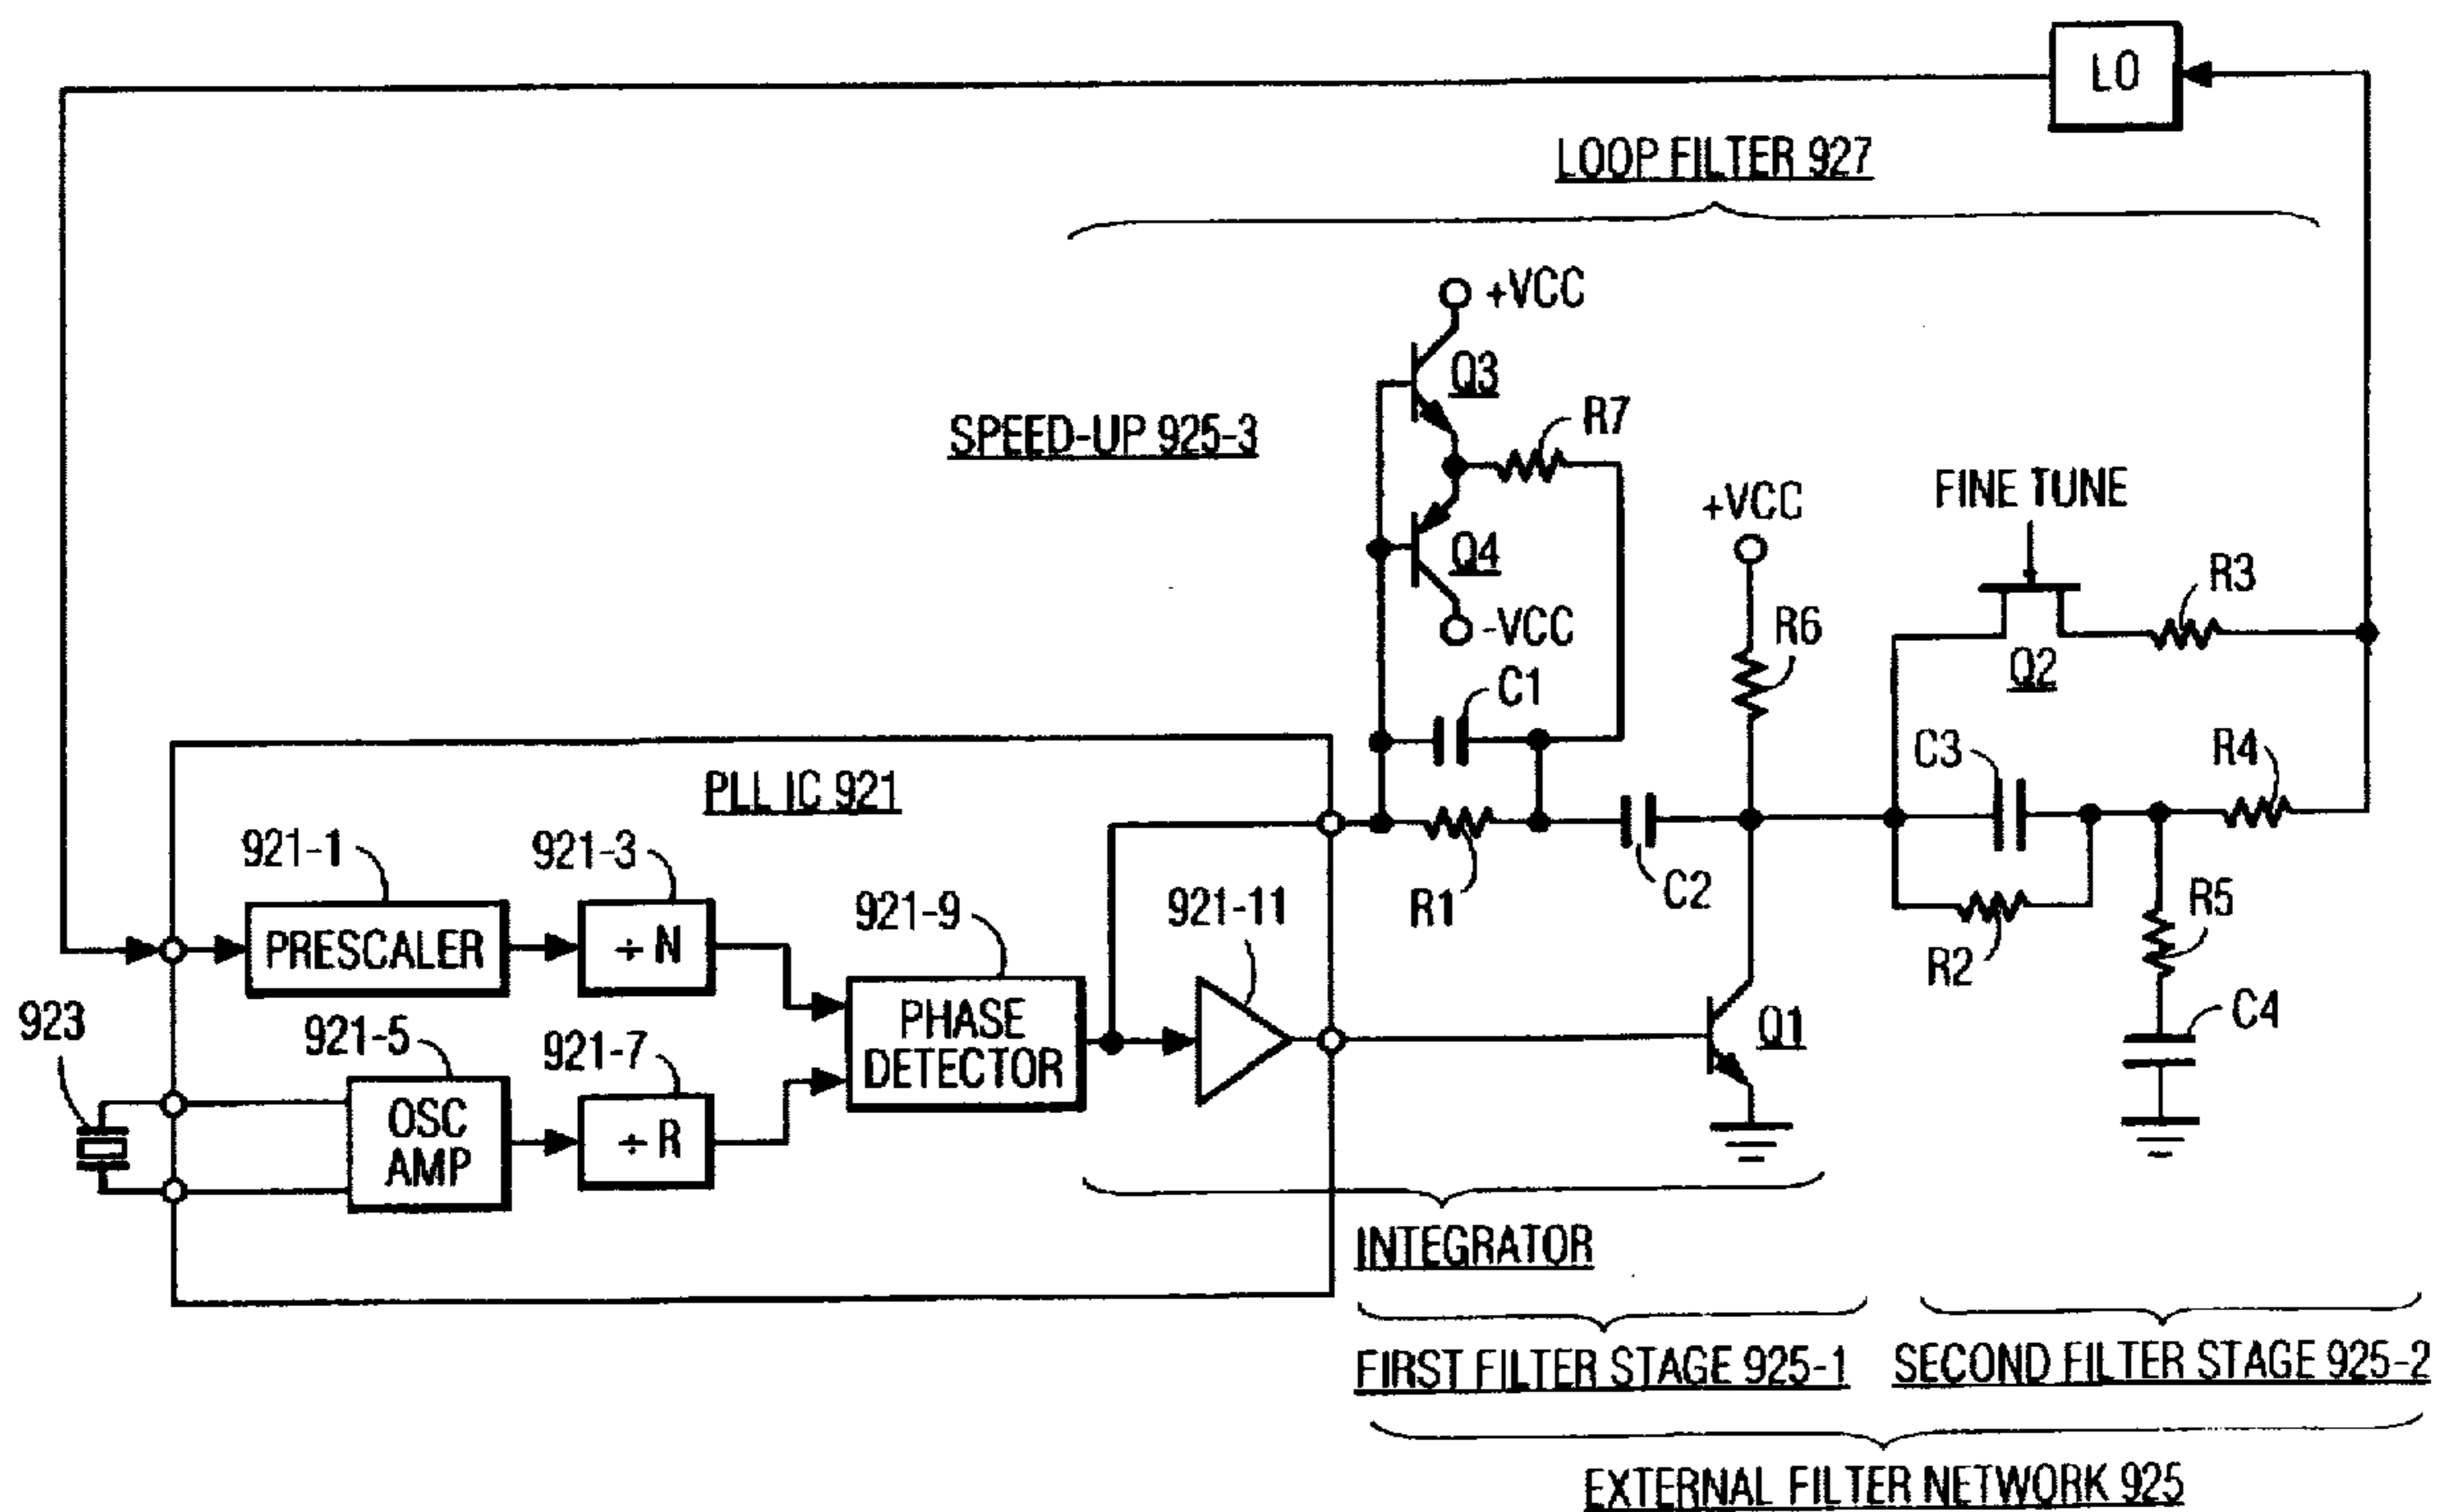 LO
LOOP FILTER 927
+VCC
Q3
SPEED-UP 925-3
R7
FINE TUNE
+VCC
Q4
R3
-VCC
R6
Q2
C1
C3
R4
PLL IC 921
921-1
921-3
R1
C2
R5
921-9
921-11
R2
PRESCALER
÷ N
923
921-5
921-7
PHASE
DETECTOR
Q1
C4
OSC
AMP
÷ R
INTEGRATOR
FIRST FILTER STAGE 925-1
SECOND FILTER STAGE 925-2
EXTERNAL FILTER NETWORK 925